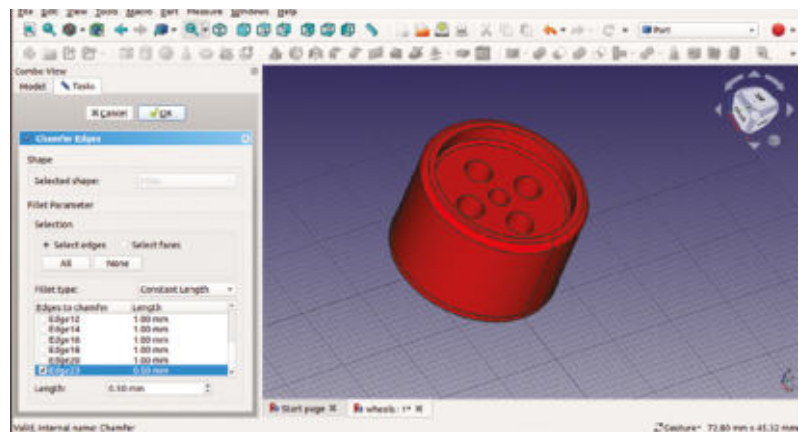 File Edit View Tools Macro Part Measure Windows Help
Part
Combo View
Model Tasks
Cancel OK
Chamfer Edges
Shape
Selected shape:
Fillet Parameter
Selection
Select edges Select faces
All None
Fillet type: Constant Length
Edges to chamfer Length
Edge12 1.00 mm
Edge14 1.00 mm
Edge16 1.00 mm
Edge18 1.00 mm
Edge20 1.00 mm
Edge23 0.50 mm
Length: 0.50 mm
Start page wheels : 1*
Valid, Internal name: Chamfer
Gesture 72.80 mm x 45.32 mm